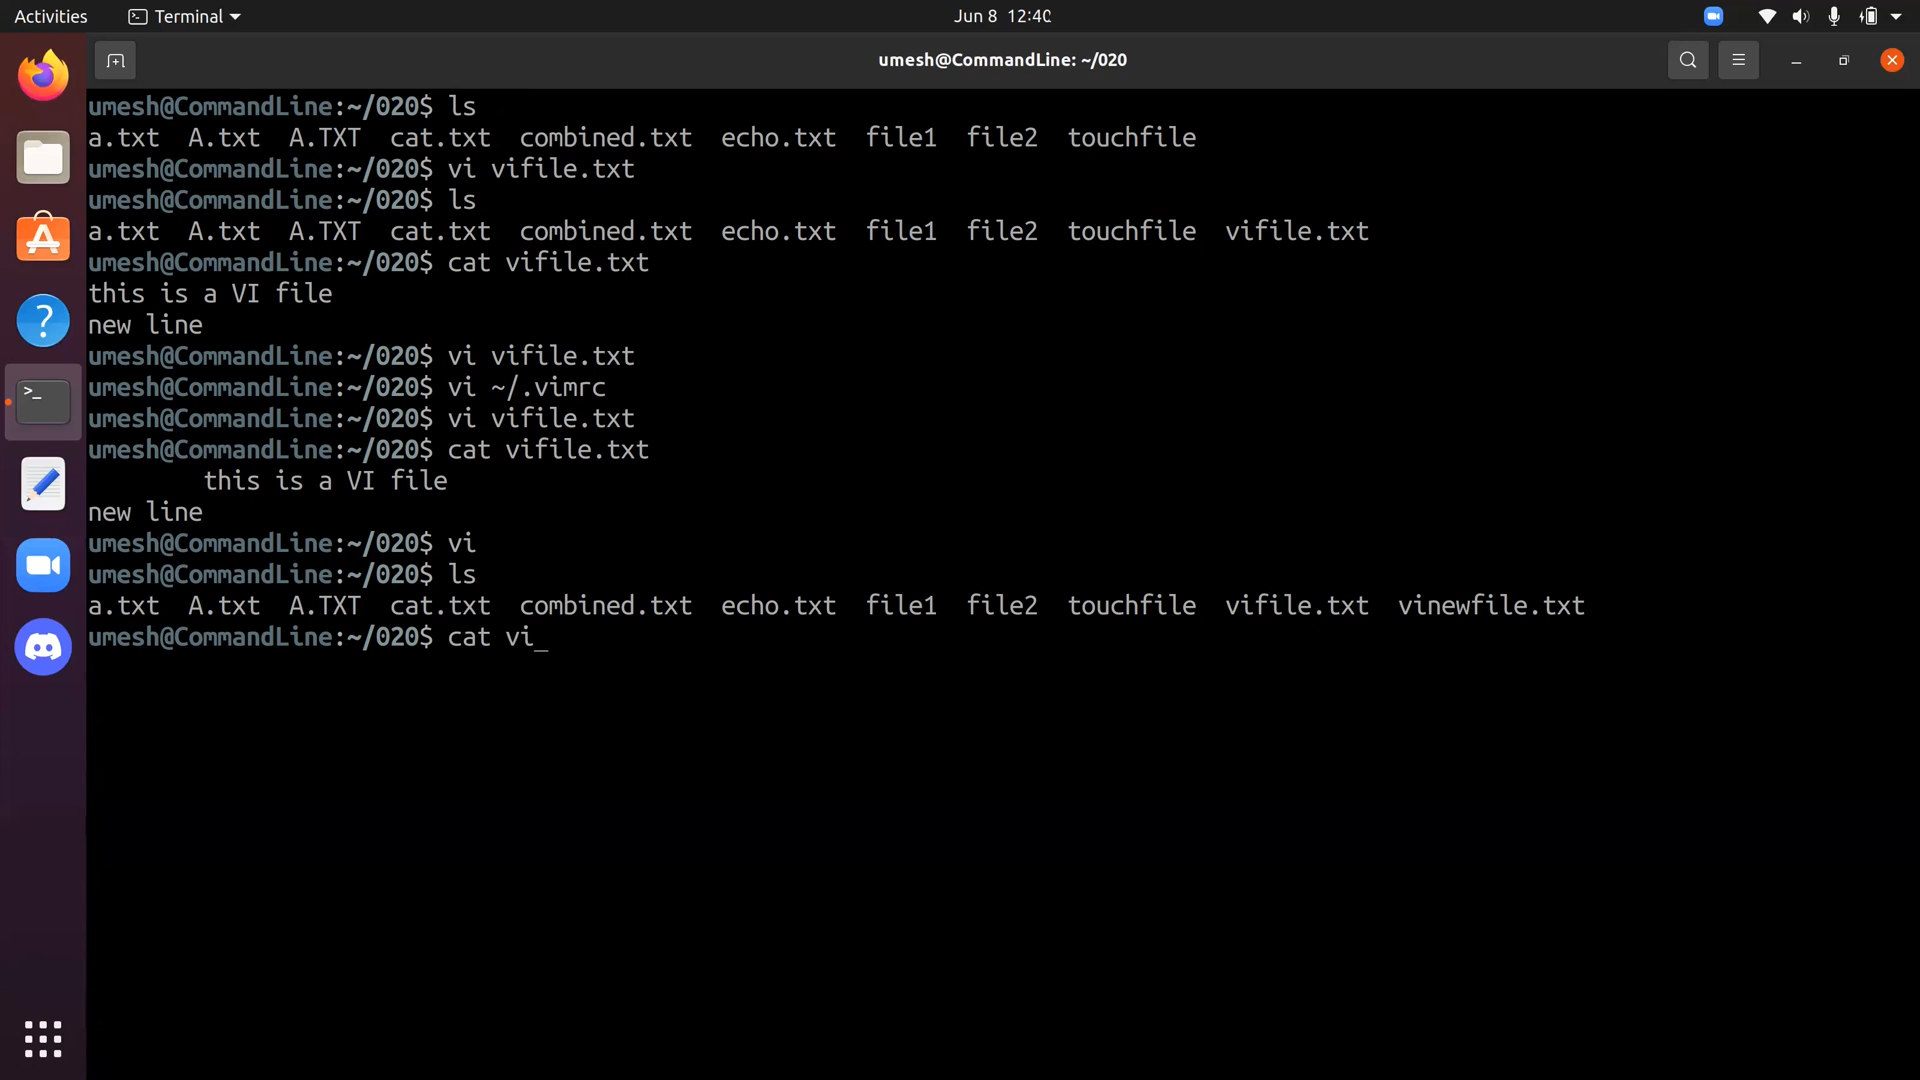 Activities Terminal Jun 8 12:40
umesh@CommandLine: ~/020
umesh@CommandLine:~/020$ ls
a.txt A.txt A.TXT cat.txt combined.txt echo.txt file1 file2 touchfile
umesh@CommandLine:~/020$ vi vifile.txt
umesh@CommandLine:~/020$ ls
a.txt A.txt A.TXT cat.txt combined.txt echo.txt file1 file2 touchfile vifile.txt
umesh@CommandLine:~/020$ cat vifile.txt
this is a VI file
new line
umesh@CommandLine:~/020$ vi vifile.txt
umesh@CommandLine:~/020$ vi ~/.vimrc
umesh@CommandLine:~/020$ vi vifile.txt
umesh@CommandLine:~/020$ cat vifile.txt
        this is a VI file
new line
umesh@CommandLine:~/020$ vi
umesh@CommandLine:~/020$ ls
a.txt A.txt A.TXT cat.txt combined.txt echo.txt file1 file2 touchfile vifile.txt vinewfile.txt
umesh@CommandLine:~/020$ cat vi_